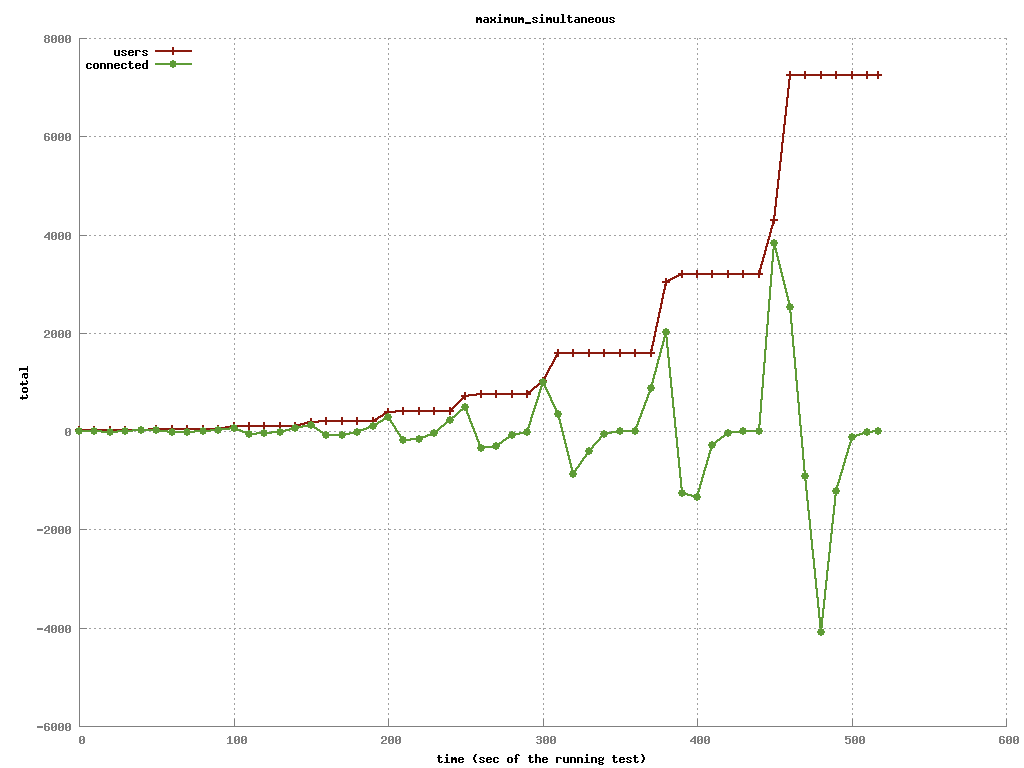 maximum_simultaneous
users
connected
8000
6000
4000
2000
0
-2000
-4000
-6000
total
0 100 200 300 400 500 600
time (sec of the running test)